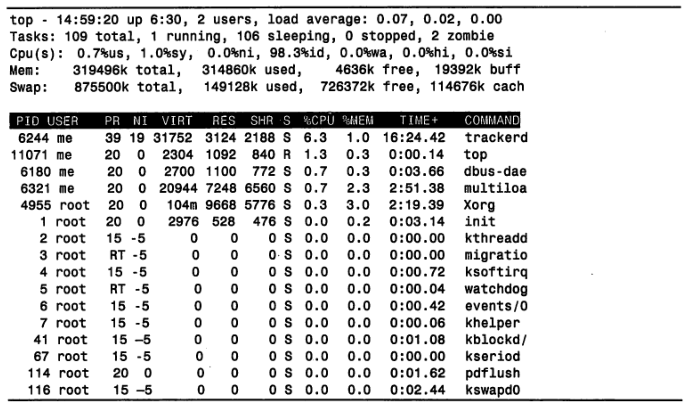 top - 14:59:20 up 6:30, 2 users, load average: 0.07, 0.02, 0.00
Tasks: 109 total, 1 running, 106 sleeping, 0 stopped, 2 zombie
Cpu(s): 0.7%us, 1.0%sy, 0.0%ni, 98.3%id, 0.0%wa, 0.0%hi, 0.0%si
Mem: 319496k total, 314860k used, 4636k free, 19392k buff
Swap: 875500k total, 149128k used, 726372k free, 114676k cach
PID USER PR NI VIRT RES SHR S %CPU %MEM TIME+ COMMAND
6244 me 39 19 31752 3124 2188 S 6.3 1.0 16:24.42 trackerd
11071 me 20 0 2304 1092 840 R 1.3 0.3 0:00.14 top
6180 me 20 0 2700 1100 772 S 0.7 0.3 0:03.66 dbus-dae
6321 me 20 0 20944 7248 6560 S 0.7 2.3 2:51.38 multiloa
4955 root 20 0 104m 9668 5776 S 0.3 3.0 2:19.39 Xorg
1 root 20 0 2976 528 476 S 0.0 0.2 0:03.14 init
2 root 15 -5 0 0 0 S 0.0 0.0 0:00.00 kthreadd
3 root RT -5 0 0 0 S 0.0 0.0 0:00.00 migratio
4 root 15 -5 0 0 0 S 0.0 0.0 0:00.72 ksoftirq
5 root RT -5 0 0 0 S 0.0 0.0 0:00.04 watchdog
6 root 15 -5 0 0 0 S 0.0 0.0 0:00.42 events/0
7 root 15 -5 0 0 0 S 0.0 0.0 0:00.06 khelper
41 root 15 -5 0 0 0 S 0.0 0.0 0:01.08 kblockd/
67 root 15 -5 0 0 0 S 0.0 0.0 0:00.00 kseriod
114 root 20 0 0 0 0 S 0.0 0.0 0:01.62 pdflush
116 root 15 -5 0 0 0 S 0.0 0.0 0:02.44 kswapd0